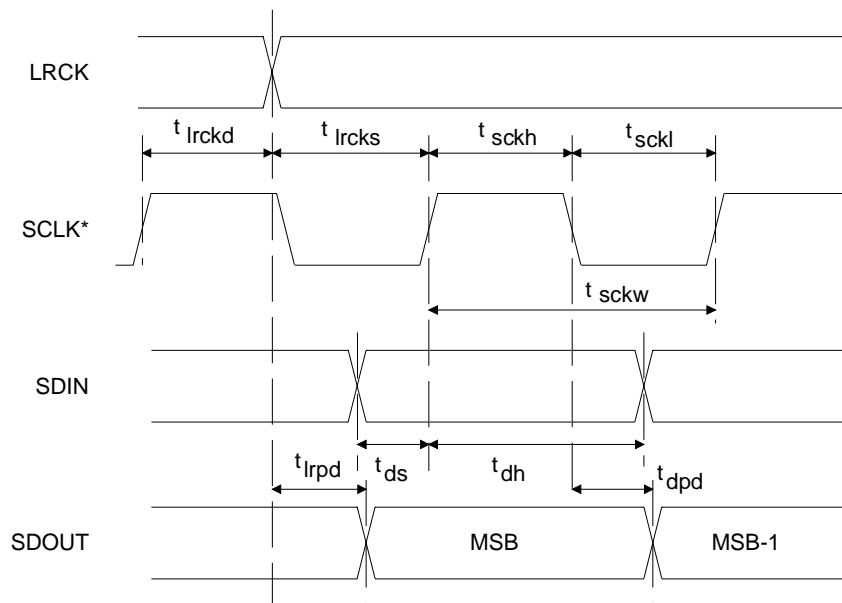 LRCK
t lrckd t lrcks t sckh t sckl
SCLK*
t sckw
SDIN
t lrpd t ds t dh t dpd
SDOUT MSB MSB-1